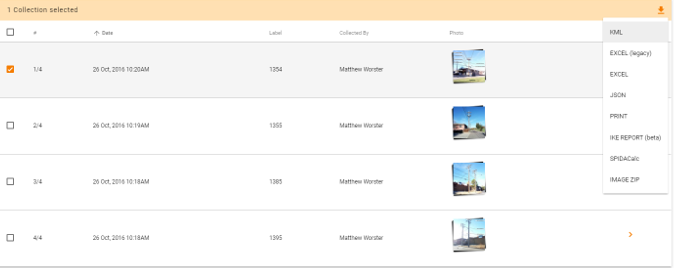 1 Collection selected
# Date Label Collected By Photo
1/4 26 Oct, 2016 10:20AM 1354 Matthew Worster
2/4 26 Oct, 2016 10:19AM 1355 Matthew Worster
3/4 26 Oct, 2016 10:18AM 1385 Matthew Worster
4/4 26 Oct, 2016 10:18AM 1395 Matthew Worster
KML
EXCEL (legacy)
EXCEL
JSON
PRINT
IKE REPORT (beta)
SPIDACalc
IMAGE ZIP